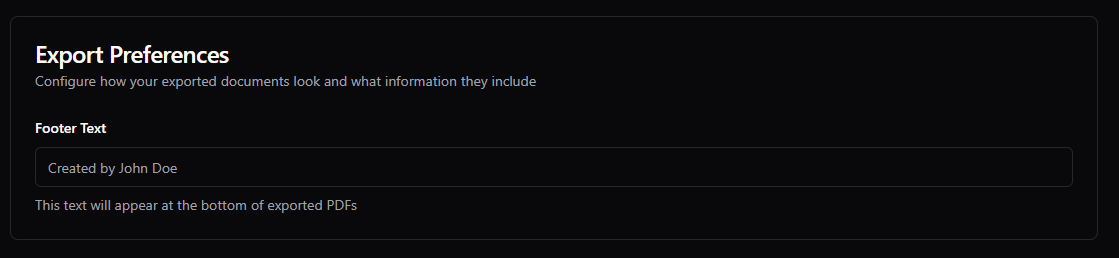 Export Preferences
Configure how your exported documents look and what information they include
Footer Text
Created by John Doe
This text will appear at the bottom of exported PDFs